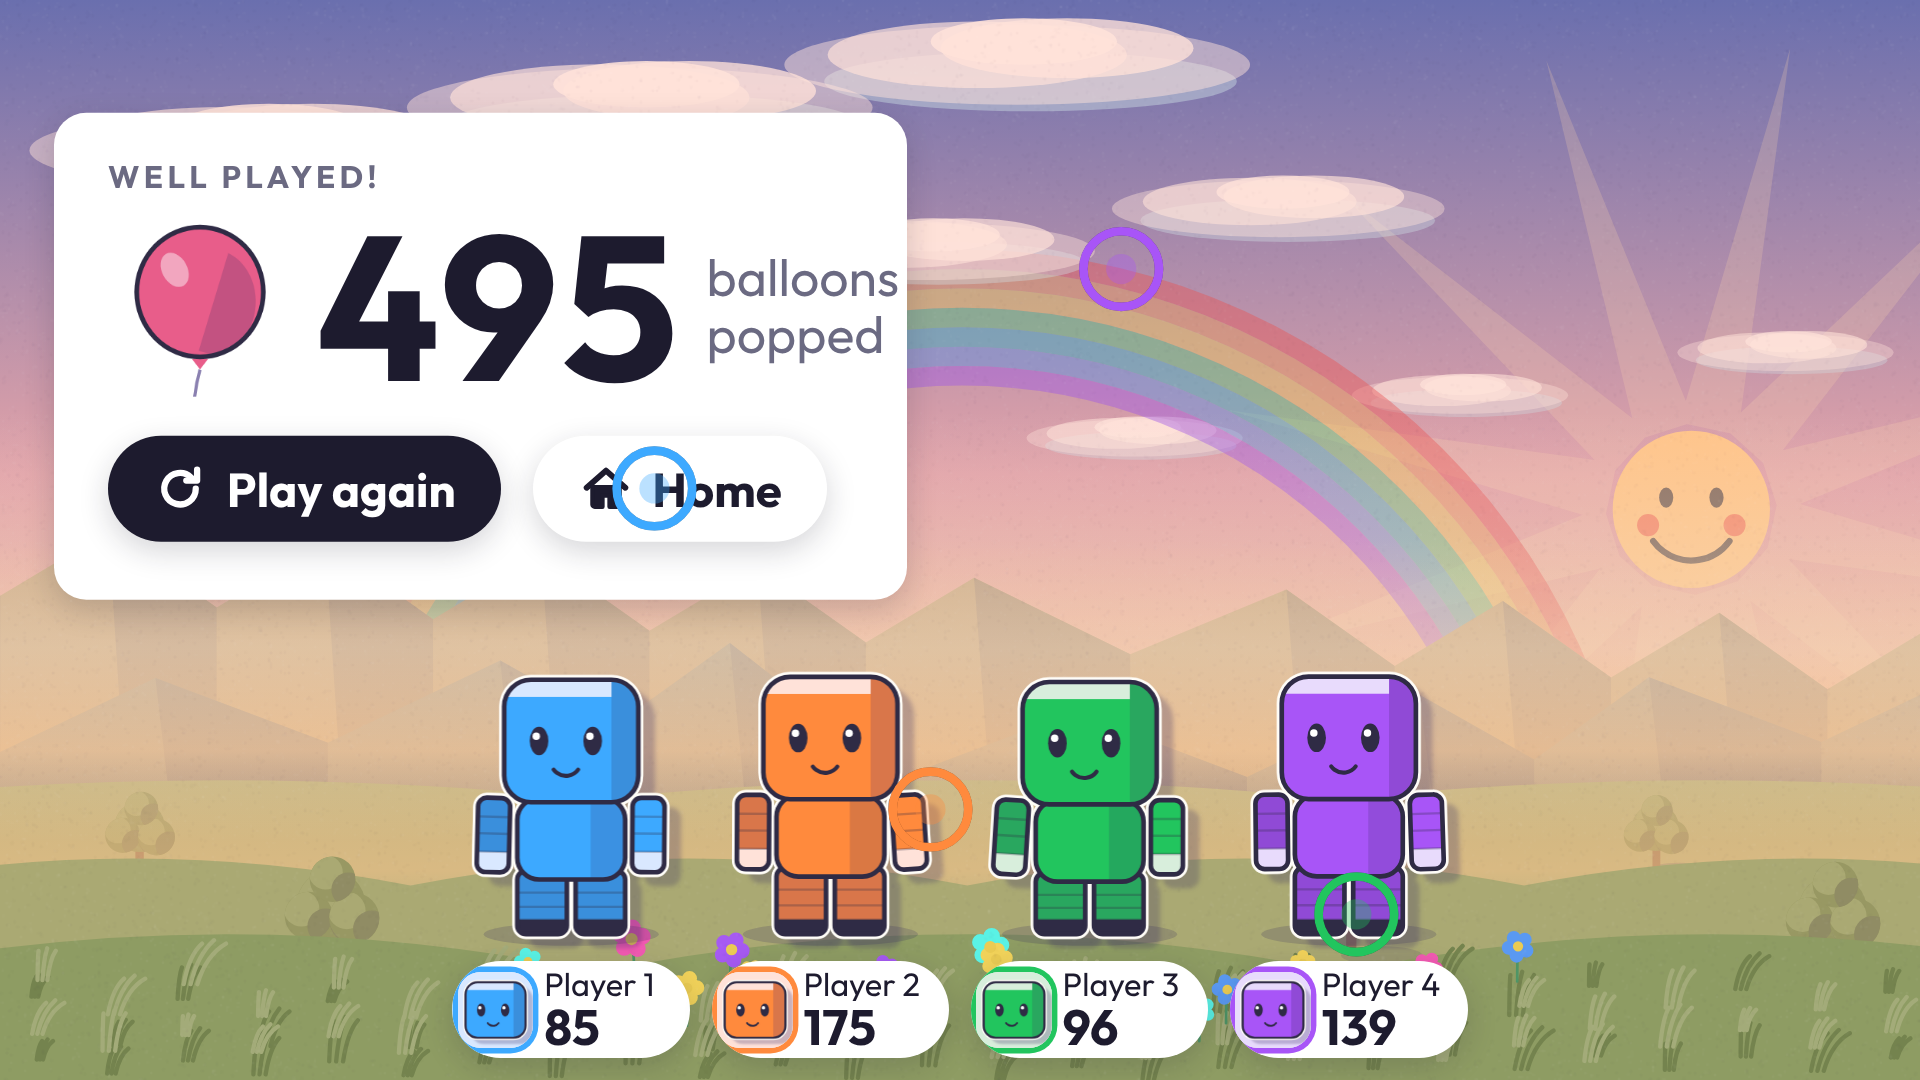 WELL PLAYED!
495
balloons
popped
Play again
Home
Player 1
85
Player 2
175
Player 3
96
Player 4
139